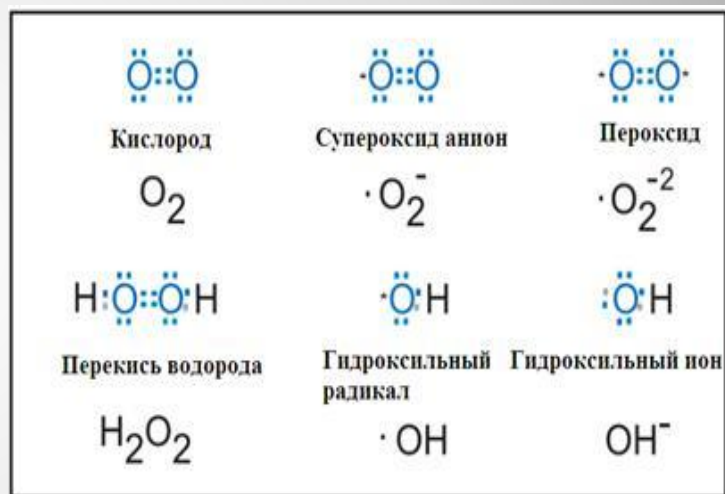 O::O
·O::O
·O::O·
Кислород
Супероксид анион
Пероксид
O₂
·O₂⁻
·O₂⁻²
H:O::O:H
·O:H
:O:H
Перекись водорода
Гидроксильный радикал
Гидроксильный ион
H₂O₂
·OH
OH⁻